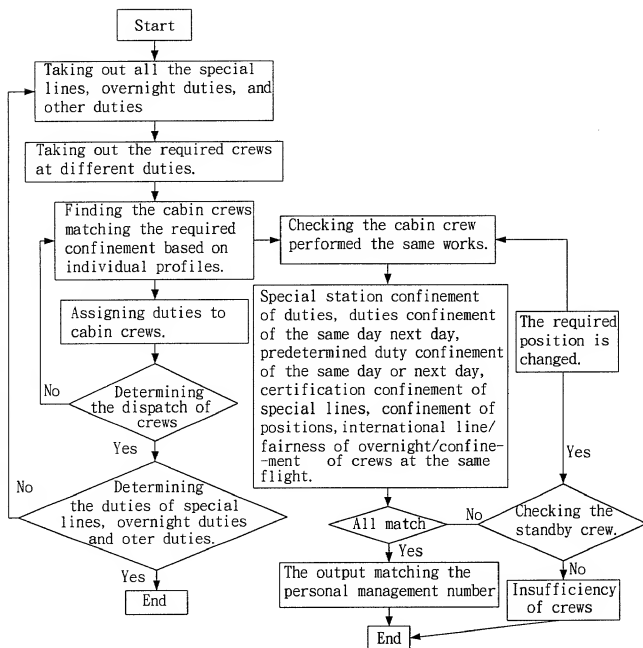 Start
Taking out all the special
lines, overnight duties, and
other duties
Taking out the required crews
at different duties.
Finding the cabin crews
matching the required
confinement based on
individual profiles.
Assigning duties to
cabin crews.
No
Determining
the dispatch of
crews
Yes
No
Determining
the duties of special
lines, overnight duties
and oter duties.
Yes
End
Checking the cabin crew
performed the same works.
Special station confinement
of duties, duties confinement
of the same day next day,
predetermined duty confinement
of the same day or next day,
certification confinement of
special lines, confinement of
positions, international line/
fairness of overnight/confine-
-ment of crews at the same
flight.
All match
No
Yes
The output matching the
personal management number
End
The required
position is
changed.
Yes
Checking the
standby crew.
No
Insufficiency
of crews